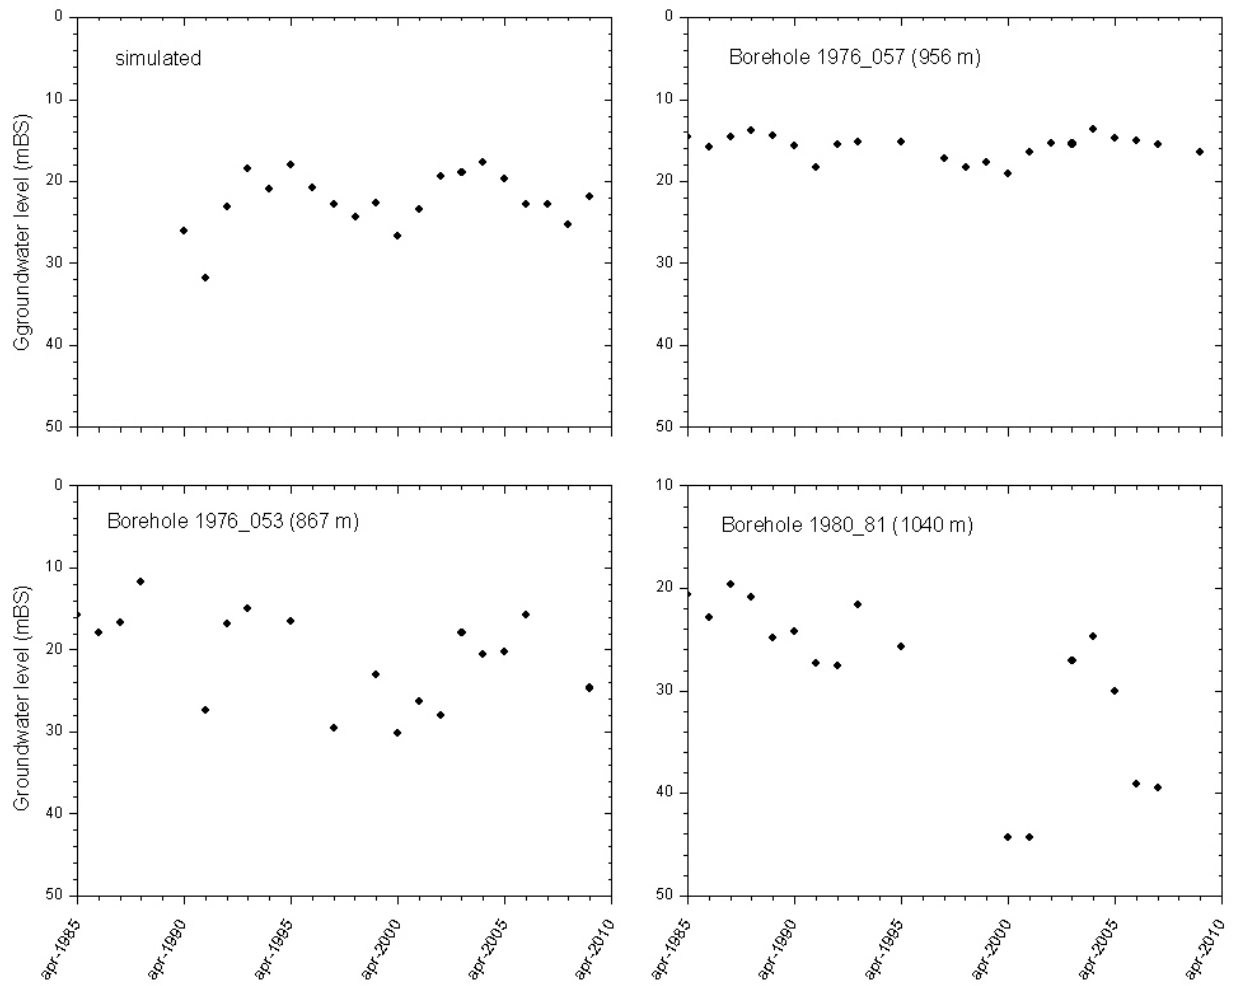 simulated
0
10
20
30
40
50
Ggroundwater level (mBS)
Borehole 1976_057 (956 m)
0
10
20
30
40
50
Borehole 1976_053 (867 m)
0
10
20
30
40
50
Groundwater level (mBS)
apr-1985
apr-1990
apr-1995
apr-2000
apr-2005
apr-2010
Borehole 1980_81 (1040 m)
10
20
30
40
50
apr-1985
apr-1990
apr-1995
apr-2000
apr-2005
apr-2010